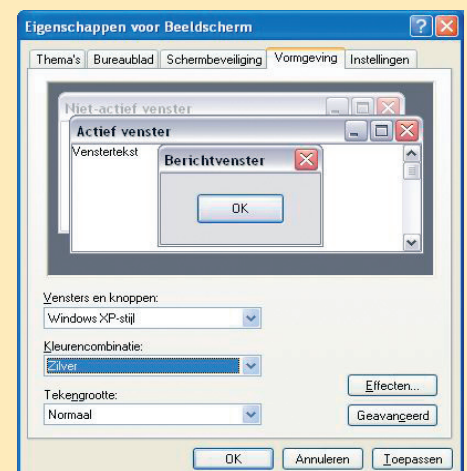 Eigenschappen voor Beeldscherm
Thema's Bureaublad Schermbeveiliging Vormgeving Instellingen
Niet-actief venster
Actief venster
Venstertekst
Berichtvenster
OK
Vensters en knoppen:
Windows XP-stijl
Kleurencombinatie:
Zilver
Tekengrootte:
Normaal
Effecten...
Geavanceerd
OK Annuleren Toepassen